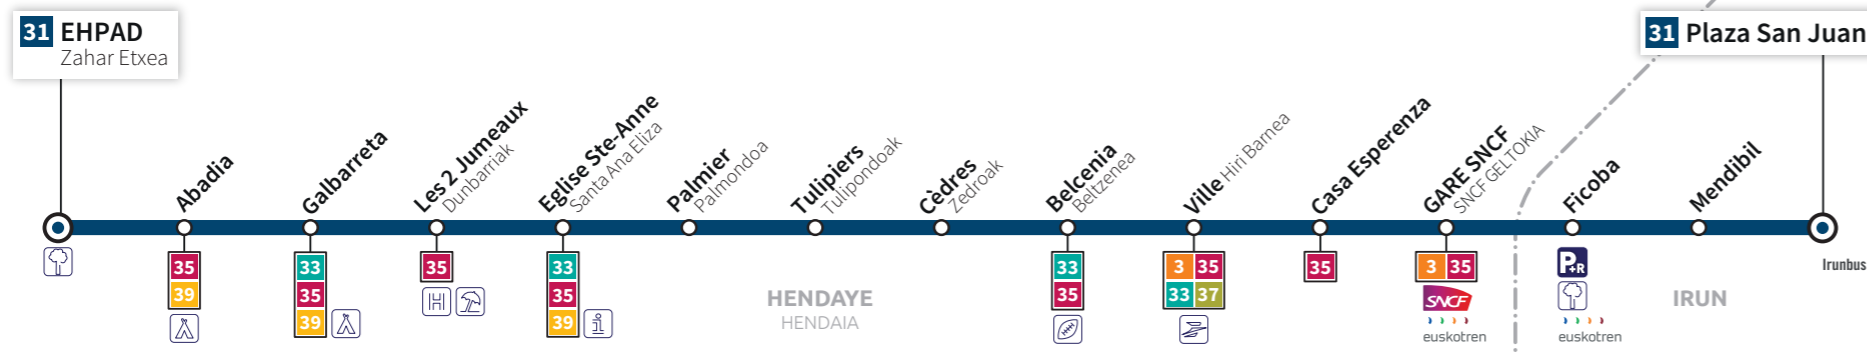 31 EHPAD
Zahar Etxea
31 Plaza San Juan
Abadia
Galbarreta
Les 2 Jumeaux
Dunbarriak
Eglise Ste-Anne
Santa Ana Eliza
Palmier
Palmondoa
Tulipiers
Tulipondoak
Cèdres
Zedroak
Belcenia
Beltzenea
Ville Hiri Barnea
Casa Esperenza
GARE SNCF
SNCF GELTOKIA
Ficoba
Mendibil
35
39
33
35
39
35
33
35
39
i
33
35
3 35
33 37
35
3 35
SNCF
euskotren
P+R
euskotren
Irunbus
H
HENDAYE
HENDAIA
IRUN